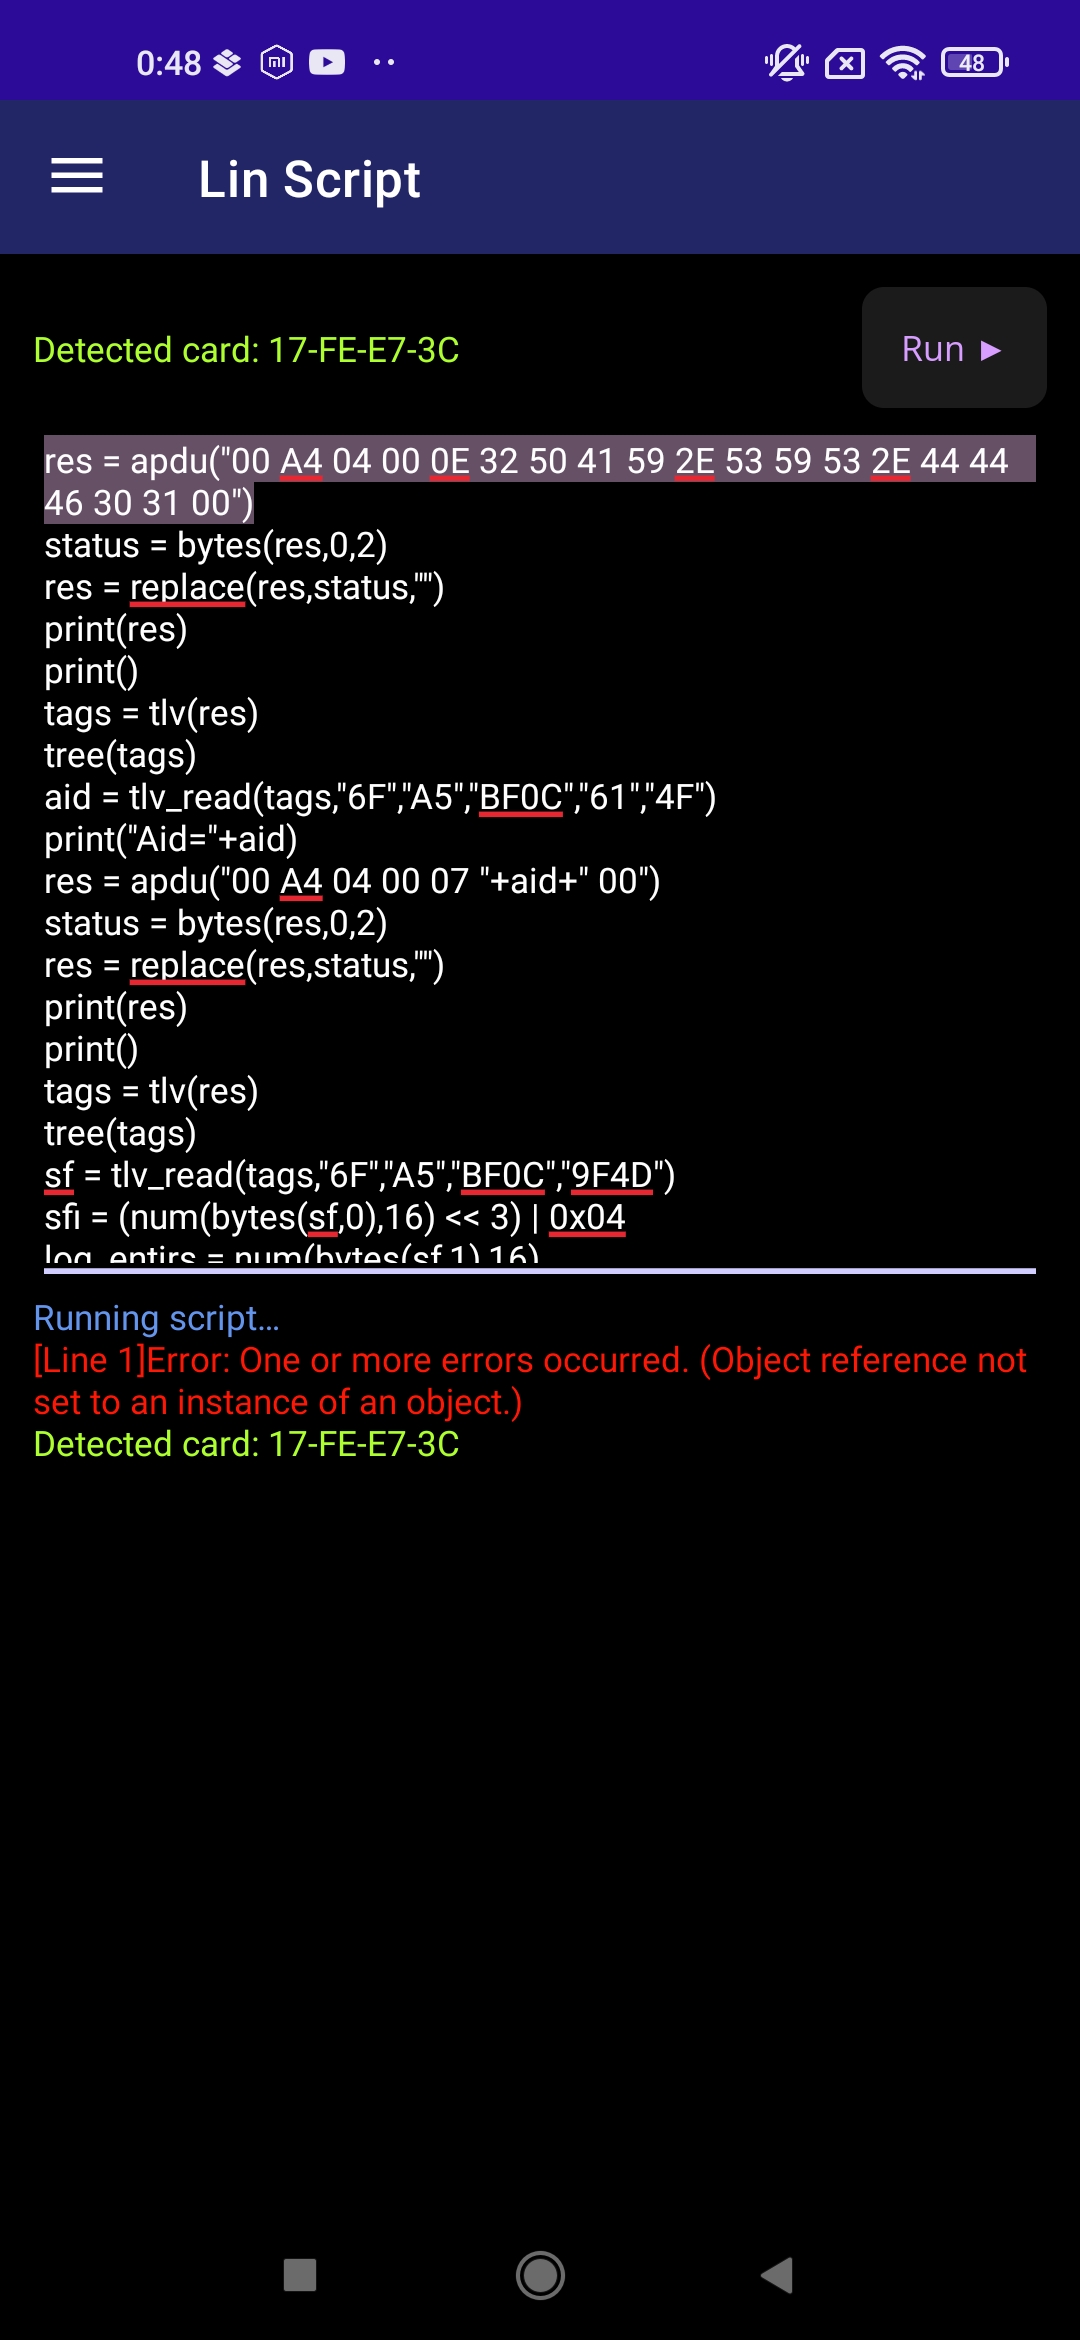 0:48
48
Lin Script
Detected card: 17-FE-E7-3C
Run ▶
res = apdu("00 A4 04 00 0E 32 50 41 59 2E 53 59 53 2E 44 44
46 30 31 00")
status = bytes(res,0,2)
res = replace(res,status,"")
print(res)
print()
tags = tlv(res)
tree(tags)
aid = tlv_read(tags,"6F","A5","BF0C","61","4F")
print("Aid="+aid)
res = apdu("00 A4 04 00 07 "+aid+" 00")
status = bytes(res,0,2)
res = replace(res,status,"")
print(res)
print()
tags = tlv(res)
tree(tags)
sf = tlv_read(tags,"6F","A5","BF0C","9F4D")
sfi = (num(bytes(sf,0),16) << 3) | 0x04
log_entirs = num(bytes(sf,1),16)
Running script...
[Line 1]Error: One or more errors occurred. (Object reference not
set to an instance of an object.)
Detected card: 17-FE-E7-3C